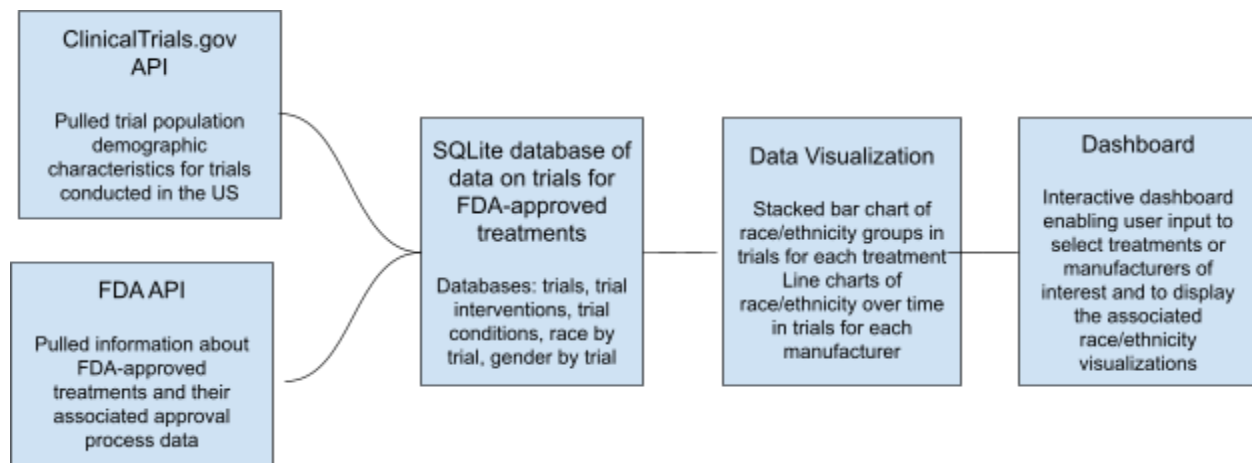 ClinicalTrials.gov
API
Pulled trial population
demographic
characteristics for trials
conducted in the US
FDA API
Pulled information about
FDA-approved
treatments and their
associated approval
process data
SQLite database of
data on trials for
FDA-approved
treatments
Databases: trials, trial
interventions, trial
conditions, race by
trial, gender by trial
Data Visualization
Stacked bar chart of
race/ethnicity groups in
trials for each treatment
Line charts of
race/ethnicity over time
in trials for each
manufacturer
Dashboard
Interactive dashboard
enabling user input to
select treatments or
manufacturers of
interest and to display
the associated
race/ethnicity
visualizations